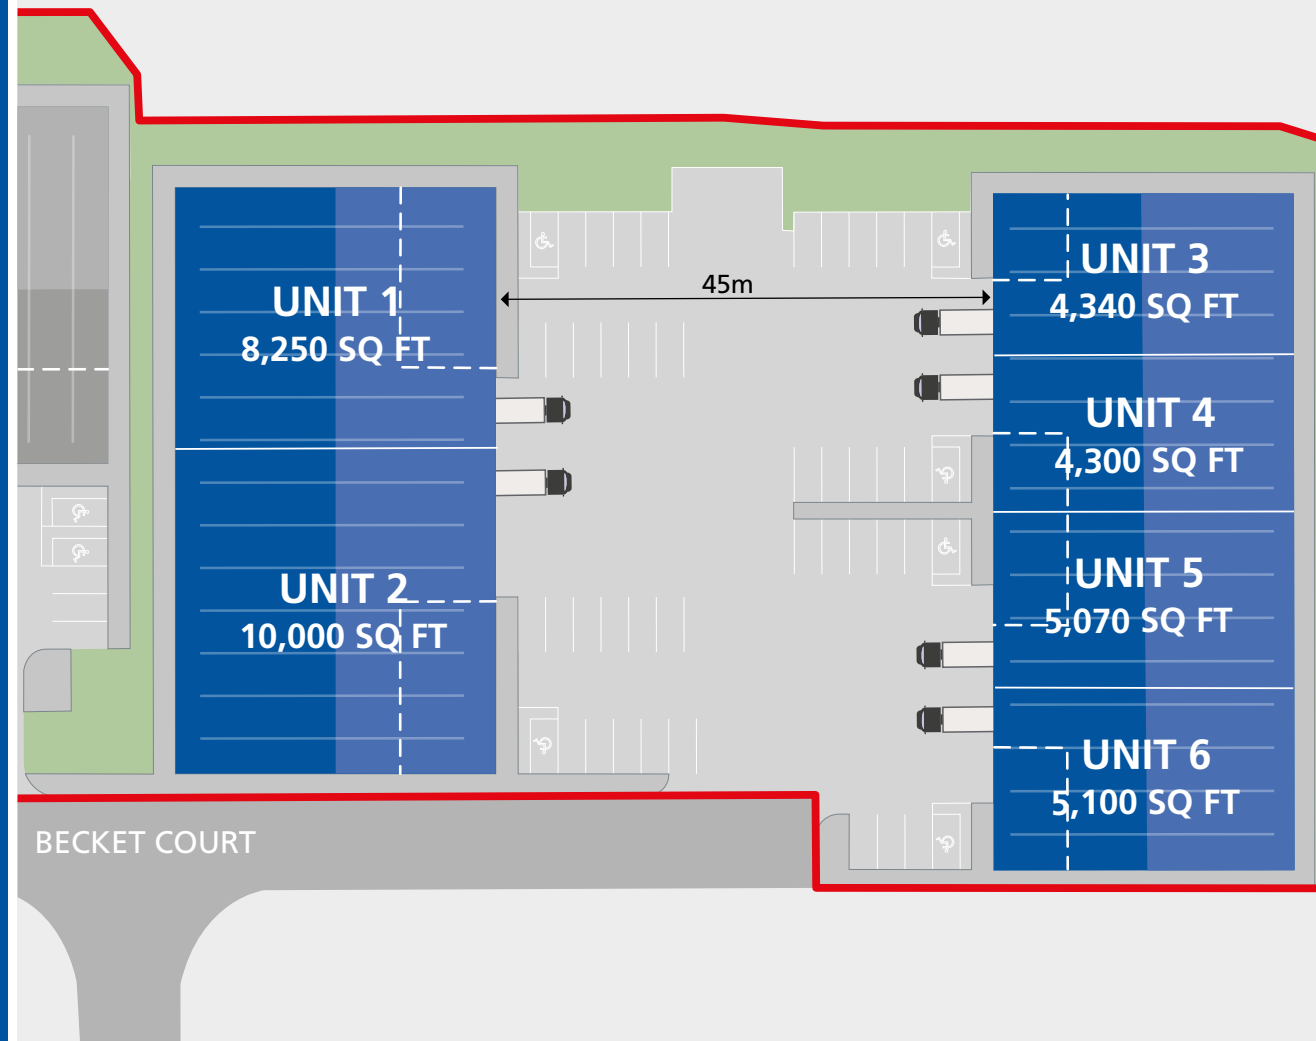 UNIT 1
8,250 SQ FT
UNIT 2
10,000 SQ FT
45m
UNIT 3
4,340 SQ FT
UNIT 4
4,300 SQ FT
UNIT 5
5,070 SQ FT
UNIT 6
5,100 SQ FT
BECKET COURT